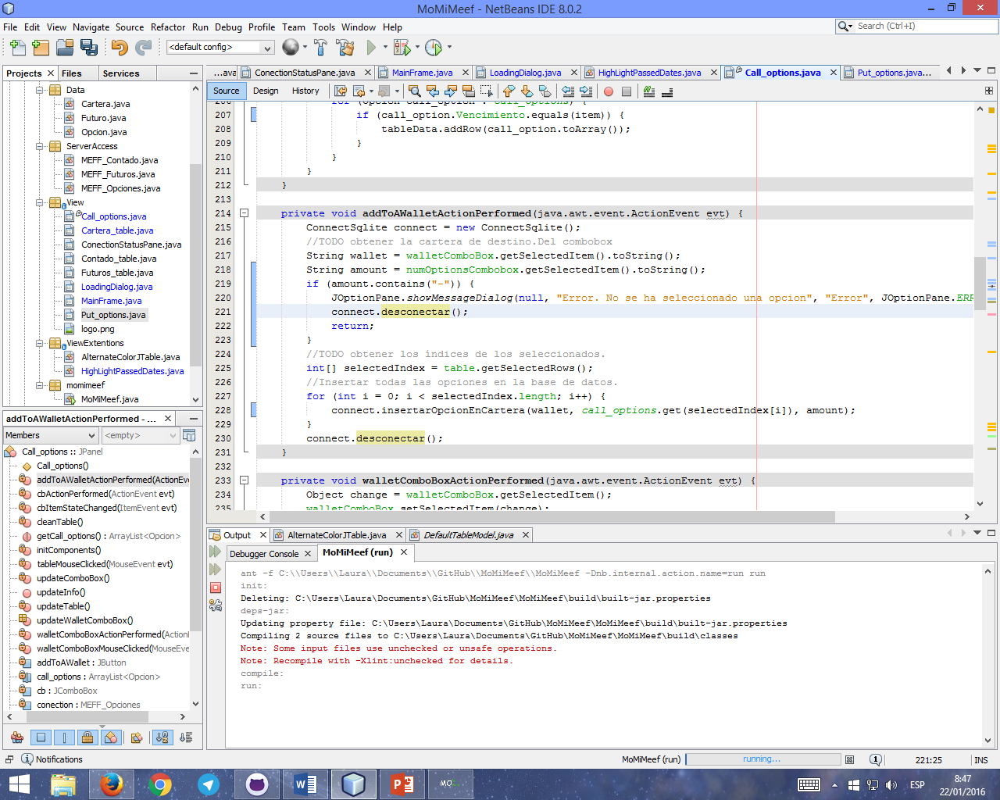 MoMiMeef - NetBeans IDE 8.0.2
File Edit View Navigate Source Refactor Run Debug Profile Team Tools Window Help
Search (Ctrl+I)
<default config>
Projects Files Services
Data
Cartera.java
Futuro.java
Opcion.java
ServerAccess
MEFF_Contado.java
MEFF_Futuros.java
MEFF_Opciones.java
View
Call_options.java
Cartera_table.java
ConectionStatusPane.java
Contado_table.java
Futuros_table.java
LoadingDialog.java
MainFrame.java
Put_options.java
logo.png
ViewExtentions
AlternateColorJTable.java
HighLightPassedDates.java
momimeef
MoMiMeef.java
...ava ConectionStatusPane.java MainFrame.java LoadingDialog.java HighLightPassedDates.java Call_options.java Put_options.java...
Source Design History
206 for (Opcion call_option : call_options) {
207 if (call_option.Vencimiento.equals(item)) {
208 tableData.addRow(call_option.toArray());
209 }
210 }
211 }
212 }
213
214 private void addToAWalletActionPerformed(java.awt.event.ActionEvent evt) {
215 ConnectSqlite connect = new ConnectSqlite();
216 //TODO obtener la cartera de destino.Del combobox
217 String wallet = walletComboBox.getSelectedItem().toString();
218 String amount = numOptionsCombobox.getSelectedItem().toString();
219 if (amount.contains("-")) {
220 JOptionPane.showMessageDialog(null, "Error. No se ha seleccionado una opcion", "Error", JOptionPane.ERR
221 connect.desconectar();
222 return;
223 }
224 //TODO obtener los índices de los seleccionados.
225 int[] selectedIndex = table.getSelectedRows();
226 //Insertar todas las opciones en la base de datos.
227 for (int i = 0; i < selectedIndex.length; i++) {
228 connect.insertarOpcionEnCartera(wallet, call_options.get(selectedIndex[i]), amount);
229 }
230 connect.desconectar();
231 }
232
233 private void walletComboBoxActionPerformed(java.awt.event.ActionEvent evt) {
234 Object change = walletComboBox.getSelectedItem();
235 walletComboBox.setSelectedItem(change);
addToAWalletActionPerformed - ...
Members <empty>
Call_options :: JPanel
Call_options()
addToAWalletActionPerformed(ActionEve
cbActionPerformed(ActionEvent evt)
cbItemStateChanged(ItemEvent evt)
cleanTable()
getCall_options() : ArrayList<Opcion>
initComponents()
tableMouseClicked(MouseEvent evt)
updateComboBox()
updateInfo()
updateTable()
updateWalletComboBox()
walletComboBoxActionPerformed(Action
walletComboBoxMouseClicked(MouseEve
addToAWallet : JButton
call_options : ArrayList<Opcion>
cb : JComboBox
conection : MEFF_Opciones
Output AlternateColorJTable.java DefaultTableModel.java
Debugger Console MoMiMeef (run)
ant -f C:\\Users\\Laura\\Documents\\GitHub\\MoMiMeef\\MoMiMeef -Dnb.internal.action.name=run run
init:
Deleting: C:\Users\Laura\Documents\GitHub\MoMiMeef\MoMiMeef\build\built-jar.properties
deps-jar:
Updating property file: C:\Users\Laura\Documents\GitHub\MoMiMeef\MoMiMeef\build\built-jar.properties
Compiling 2 source files to C:\Users\Laura\Documents\GitHub\MoMiMeef\MoMiMeef\build\classes
Note: Some input files use unchecked or unsafe operations.
Note: Recompile with -Xlint:unchecked for details.
compile:
run:
Notifications MoMiMeef (run) running... 1 221:25 INS
MO
ESP
8:47
22/01/2016